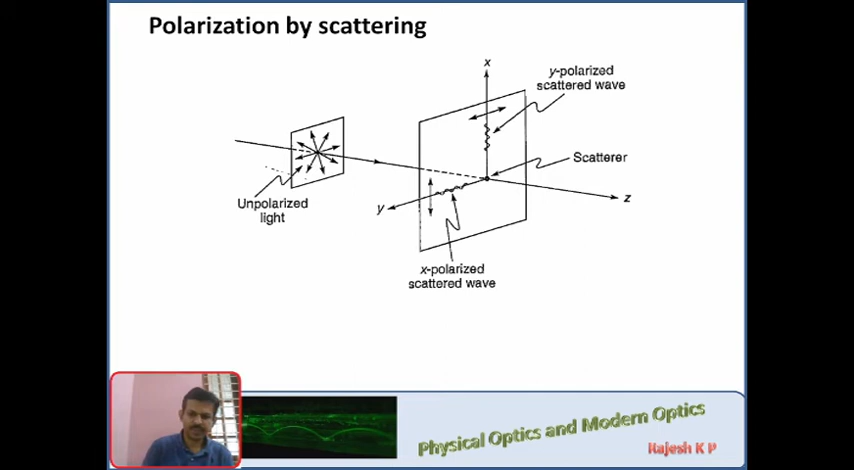 Polarization by scattering
x
y-polarized
scattered wave
Scatterer
Unpolarized
light
y
z
x-polarized
scattered wave
Physical Optics and Modern Optics
Rajesh K P